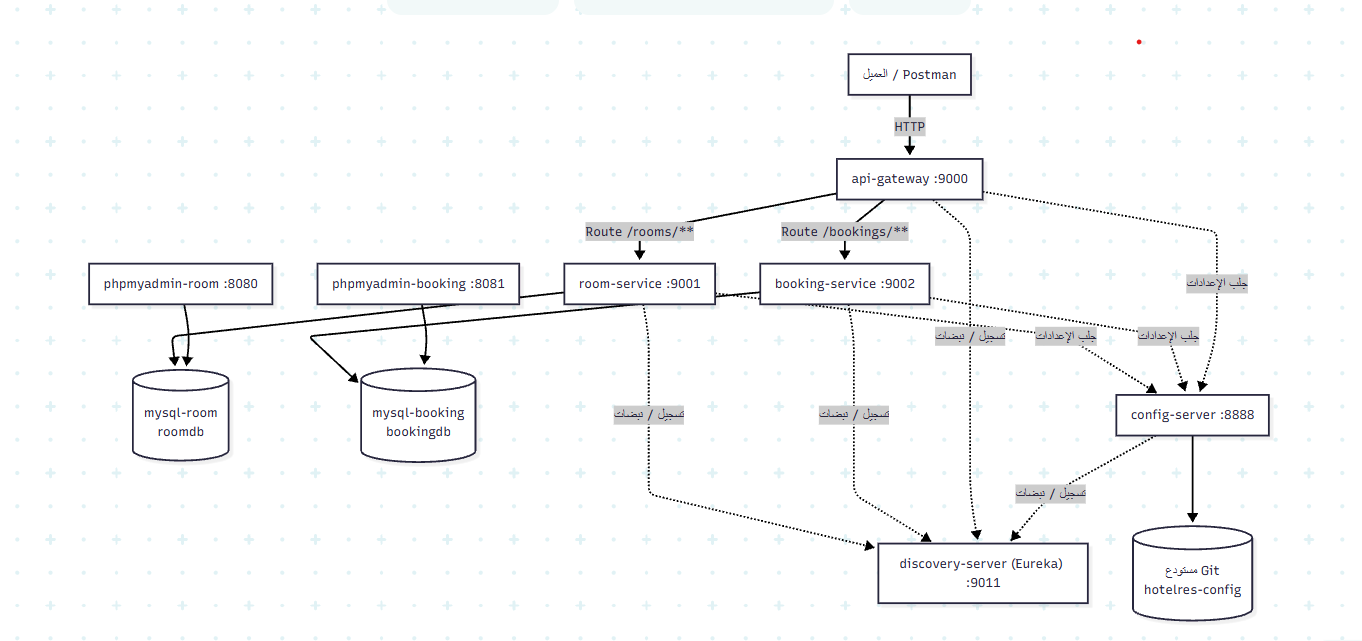 العميل / Postman
HTTP
api-gateway :9000
Route /rooms/**
Route /bookings/**
جلب الإعدادات
phpmyadmin-room :8080
phpmyadmin-booking :8081
room-service :9001
booking-service :9002
تسجيل / نبضات
جلب الإعدادات
جلب الإعدادات
mysql-room
roomdb
mysql-booking
bookingdb
تسجيل / نبضات
تسجيل / نبضات
config-server :8888
تسجيل / نبضات
discovery-server (Eureka)
:9011
مستودع Git
hotelres-config